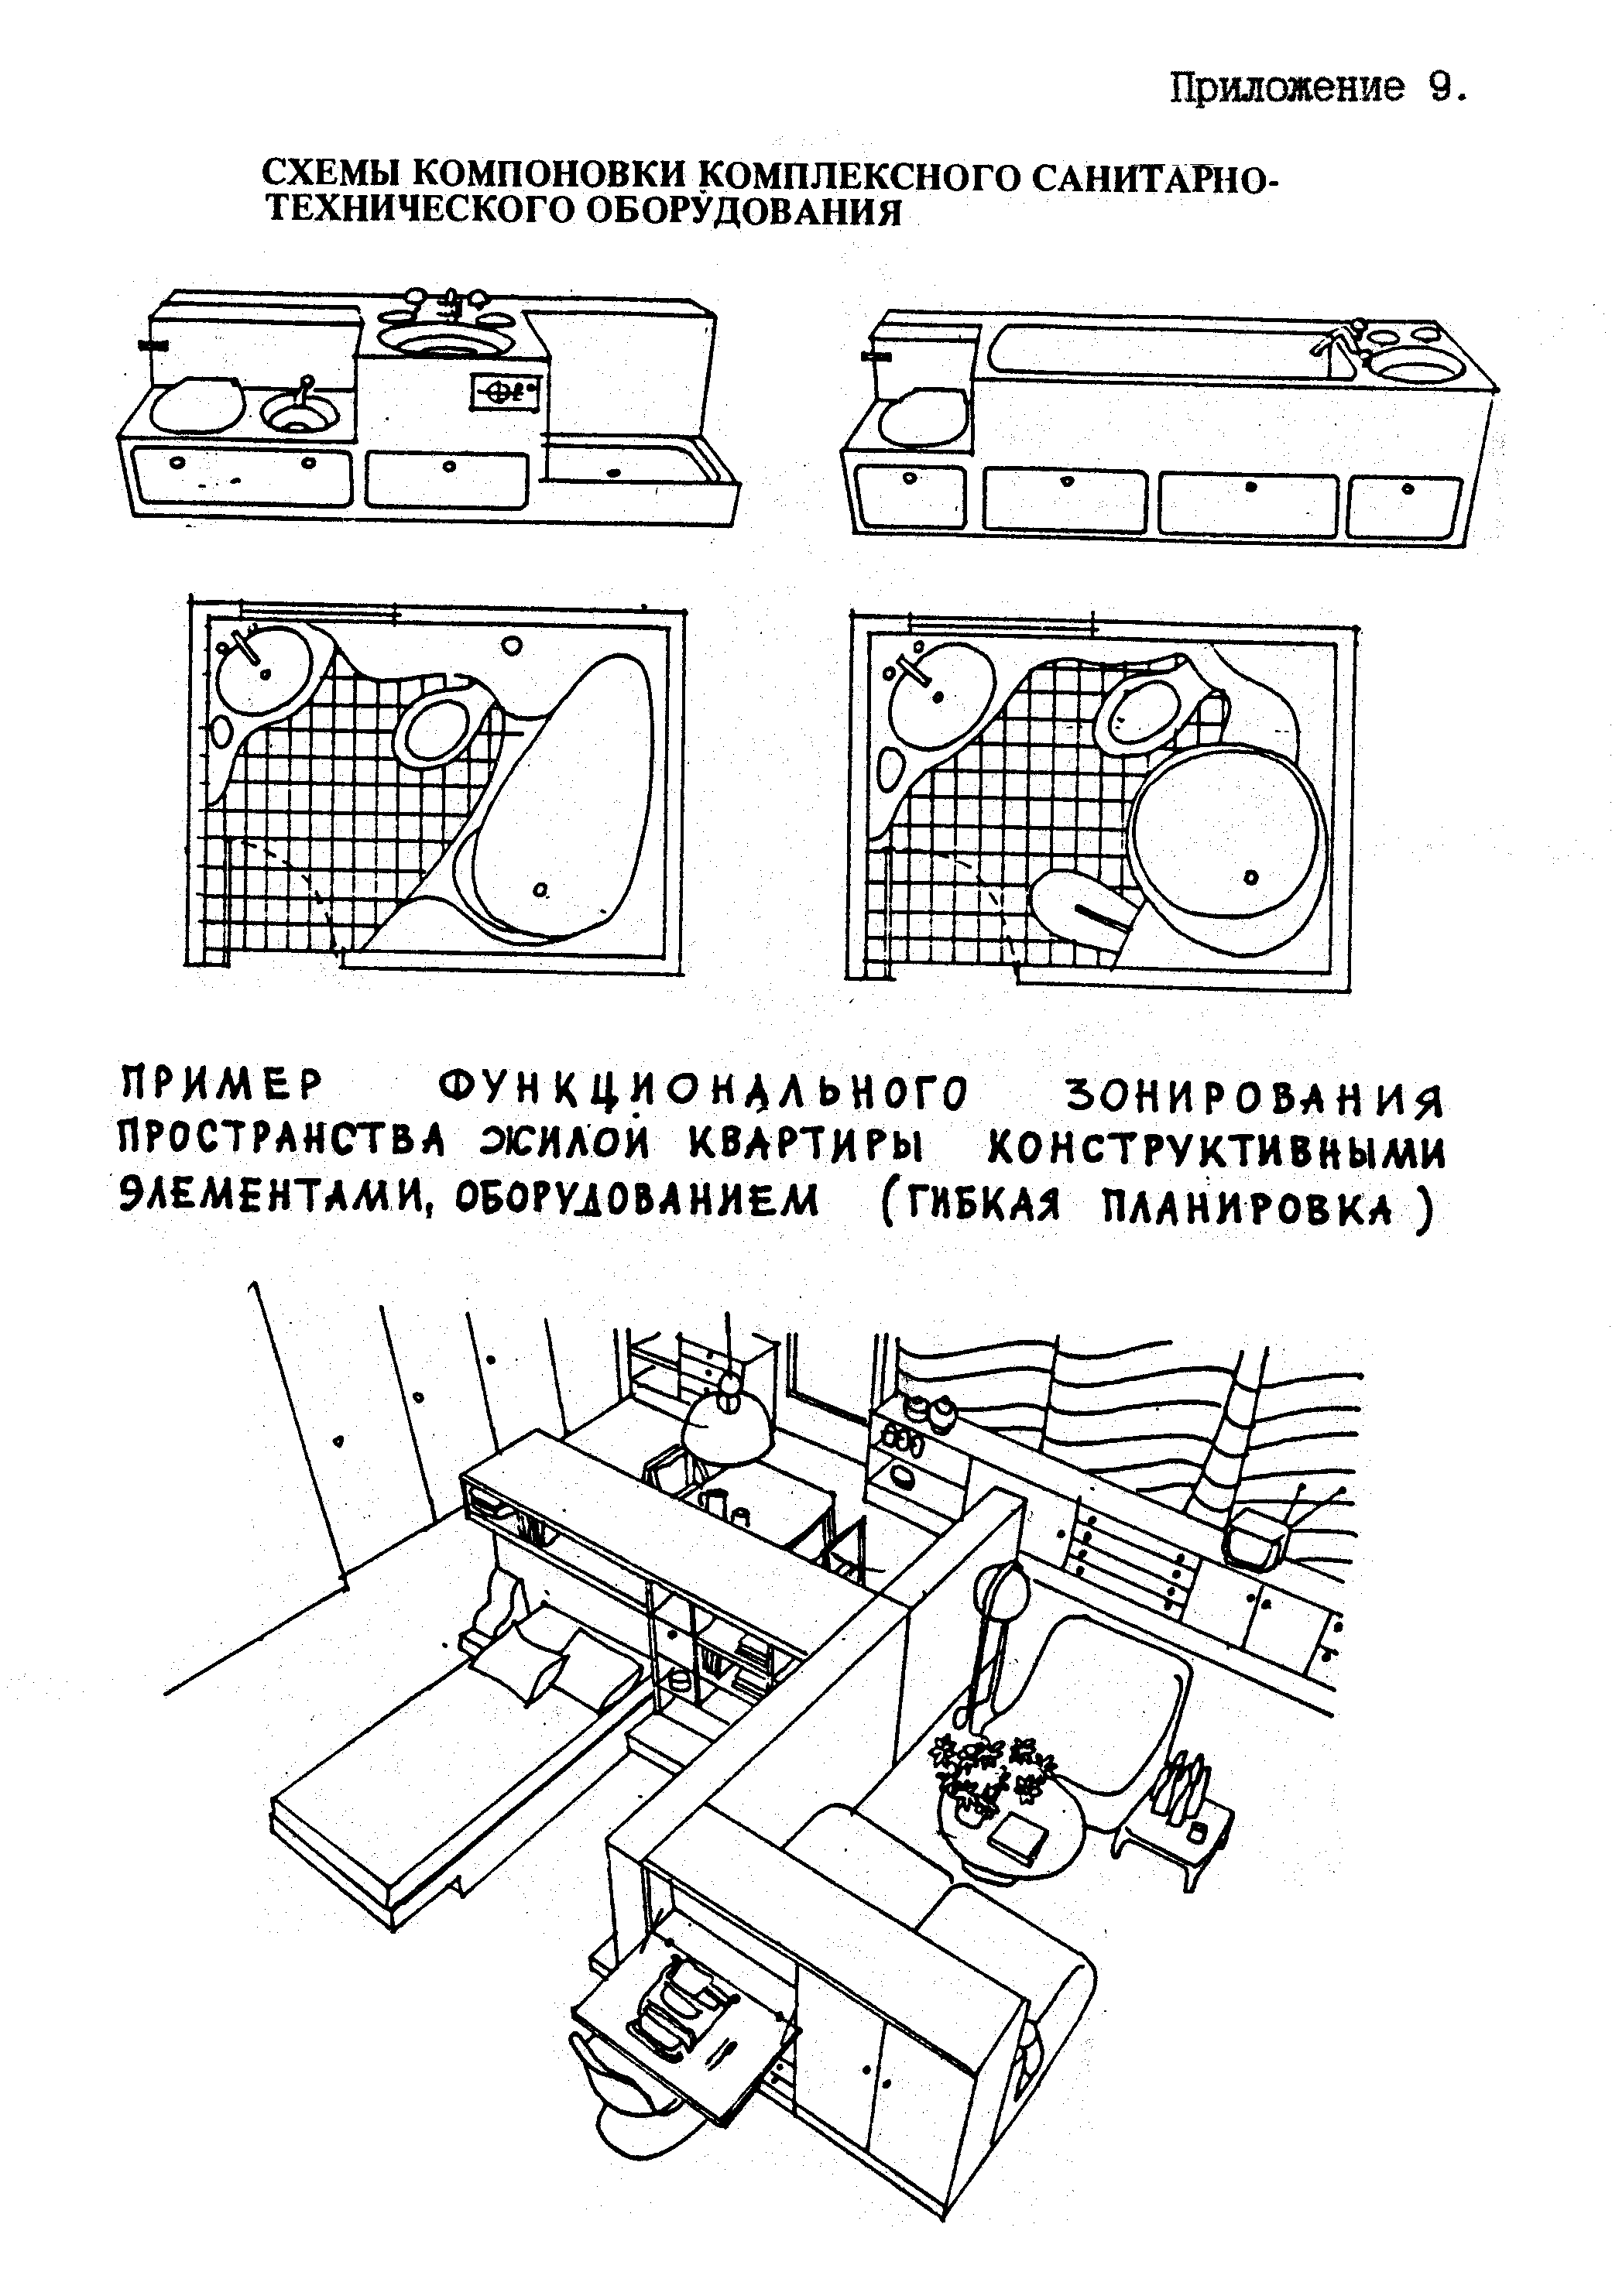 Приложение 9.
СХЕМЫ КОМПОНОВКИ КОМПЛЕКСНОГО САНИТАРНО-
ТЕХНИЧЕСКОГО ОБОРУДОВАНИЯ
ПРИМЕР ФУНКЦИОНАЛЬНОГО ЗОНИРОВАНИЯ
ПРОСТРАНСТВА ЖИЛОЙ КВАРТИРЫ КОНСТРУКТИВНЫМИ
ЭЛЕМЕНТАМИ, ОБОРУДОВАНИЕМ (ГИБКАЯ ПЛАНИРОВКА)